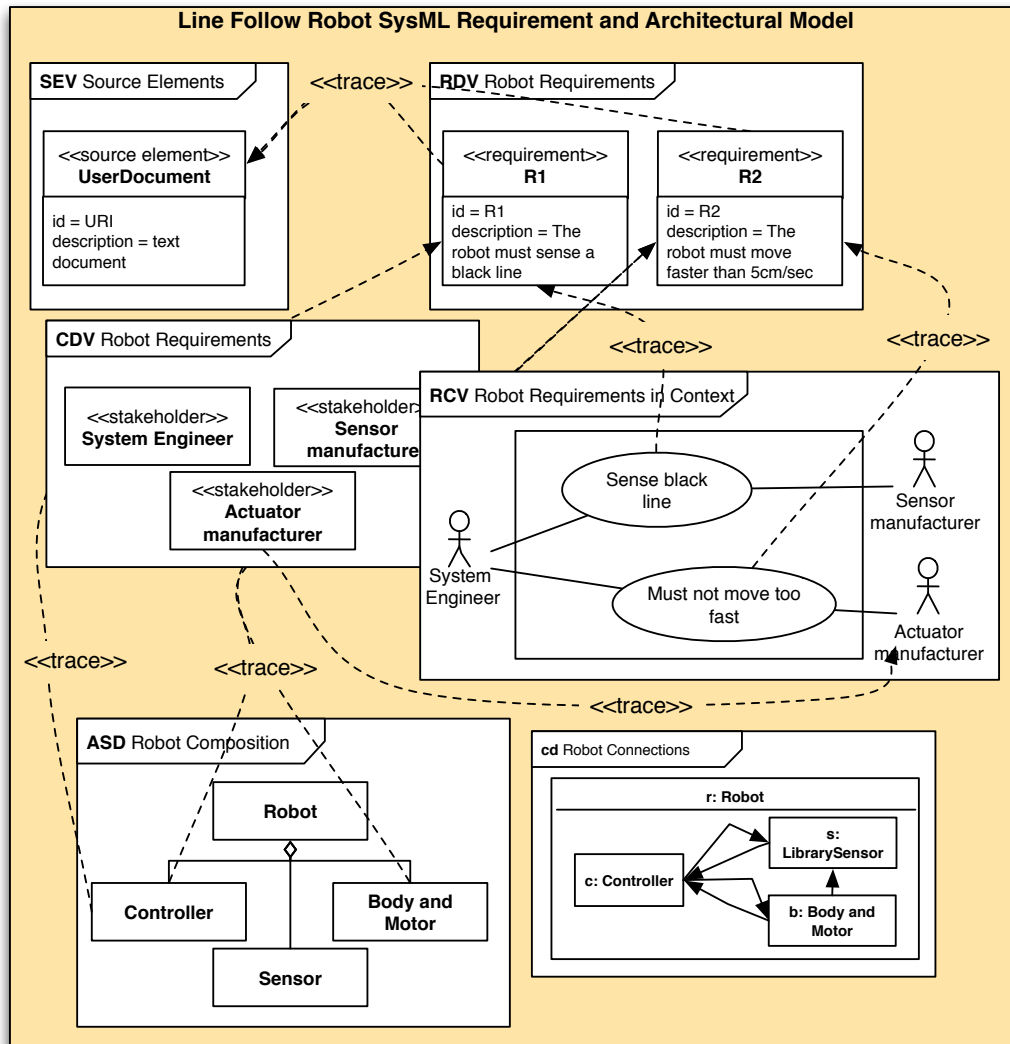 Line Follow Robot SysML Requirement and Architectural Model
SEV Source Elements
<<trace>>
RDV Robot Requirements
<<source element>>
UserDocument
id = URI
description = text
document
<<requirement>>
R1
id = R1
description = The
robot must sense a
black line
<<requirement>>
R2
id = R2
description = The
robot must move
faster than 5cm/sec
CDV Robot Requirements
<<trace>>
<<trace>>
<<stakeholder>>
System Engineer
<<stakeholder>
Sensor
manufacture
<<stakeholder>>
Actuator
manufacturer
RCV Robot Requirements in Context
Sense black
line
Sensor
manufacturer
System
Engineer
Must not move too
fast
Actuator
manufacturer
<<trace>>
<<trace>>
<<trace>>
ASD Robot Composition
Robot
Controller
Body and
Motor
Sensor
cd Robot Connections
r: Robot
s:
LibrarySensor
c: Controller
b: Body and
Motor